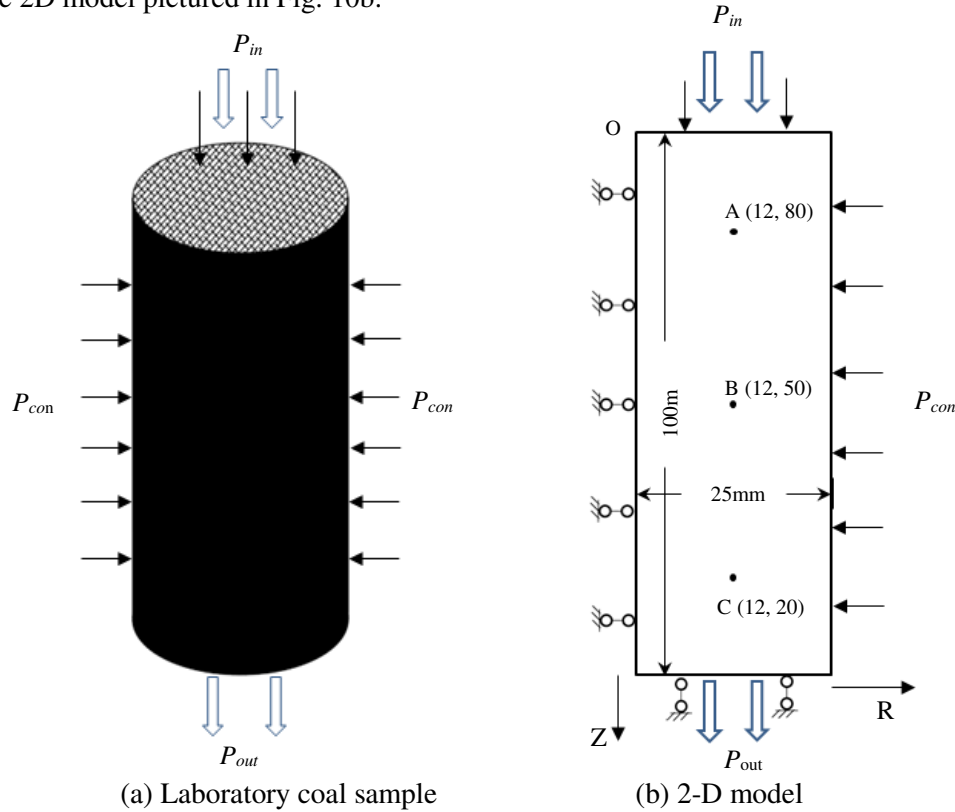 c 2D model pictured in Fig. 10b.
P_in
P_con
P_con
P_out
(a) Laboratory coal sample
P_in
O
A (12, 80)
B (12, 50)
P_con
100m
25mm
C (12, 20)
R
Z
P_out
(b) 2-D model